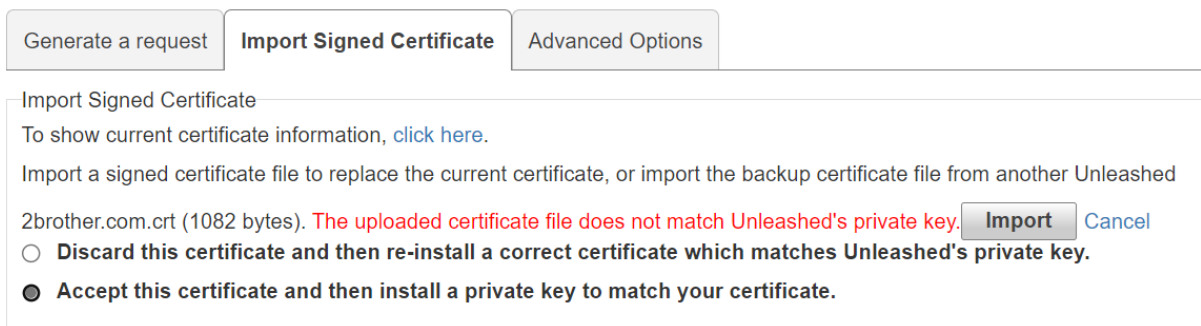 Generate a request Import Signed Certificate Advanced Options
Import Signed Certificate
To show current certificate information, click here.
Import a signed certificate file to replace the current certificate, or import the backup certificate file from another Unleashed
2brother.com.crt (1082 bytes). The uploaded certificate file does not match Unleashed's private key. Import Cancel
Discard this certificate and then re-install a correct certificate which matches Unleashed's private key.
Accept this certificate and then install a private key to match your certificate.